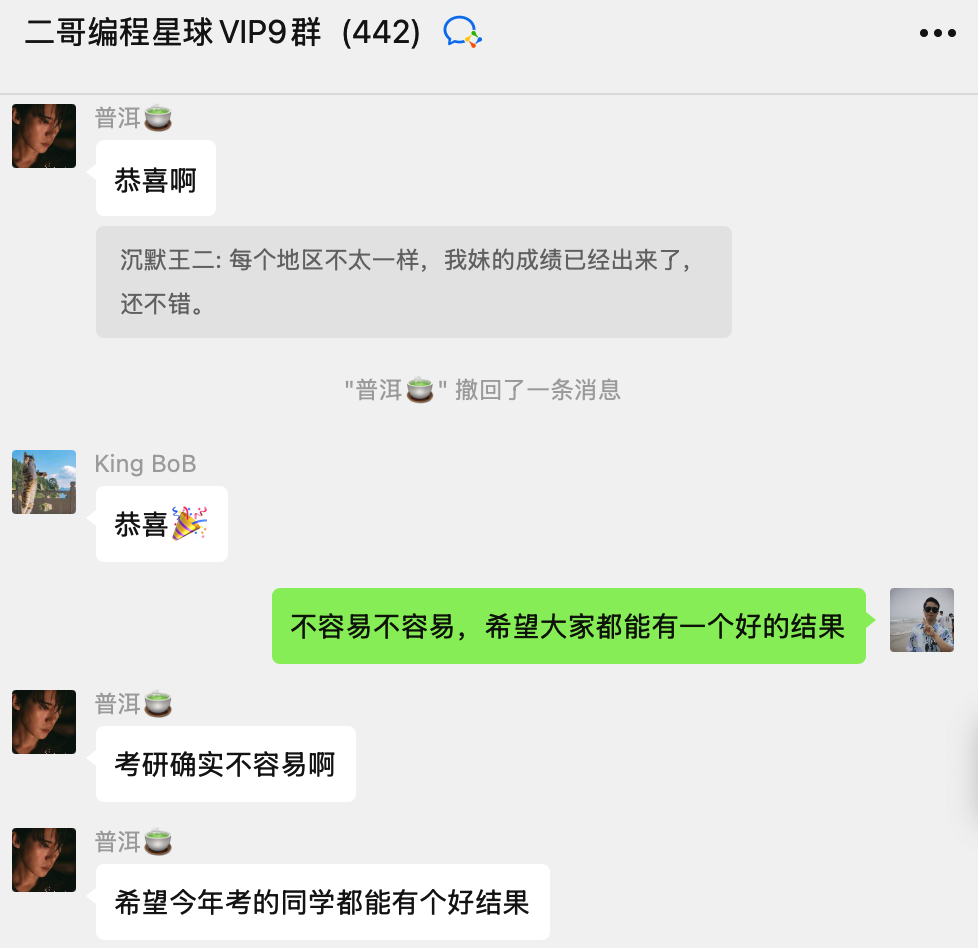 二哥编程星球VIP9群 (442)
普洱🍵
恭喜啊
沉默王二: 每个地区不太一样，我妹的成绩已经出来了，
还不错。
"普洱🍵" 撤回了一条消息
King BoB
恭喜🎉
不容易不容易，希望大家都能有一个好的结果
普洱🍵
考研确实不容易啊
普洱🍵
希望今年考的同学都能有个好结果